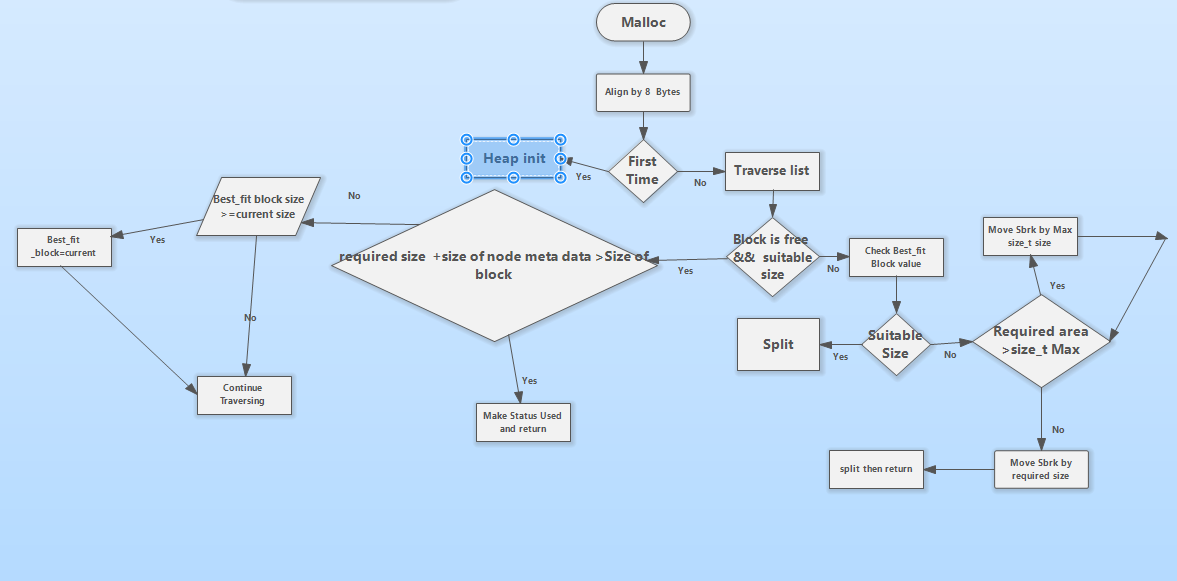 Malloc
Align by 8 Bytes
First
Time
Yes
No
Heap init
Traverse list
Block is free
&& suitable
size
Yes
No
required size +size of node meta data >Size of
block
No
Yes
Best_fit block size
>=current size
Yes
No
Best_fit
_block=current
Continue
Traversing
Make Status Used
and return
Check Best_fit
Block value
Suitable
Size
Yes
No
Split
Required area
>size_t Max
Yes
No
Move Sbrk by Max
size_t size
Move Sbrk by
required size
split then return